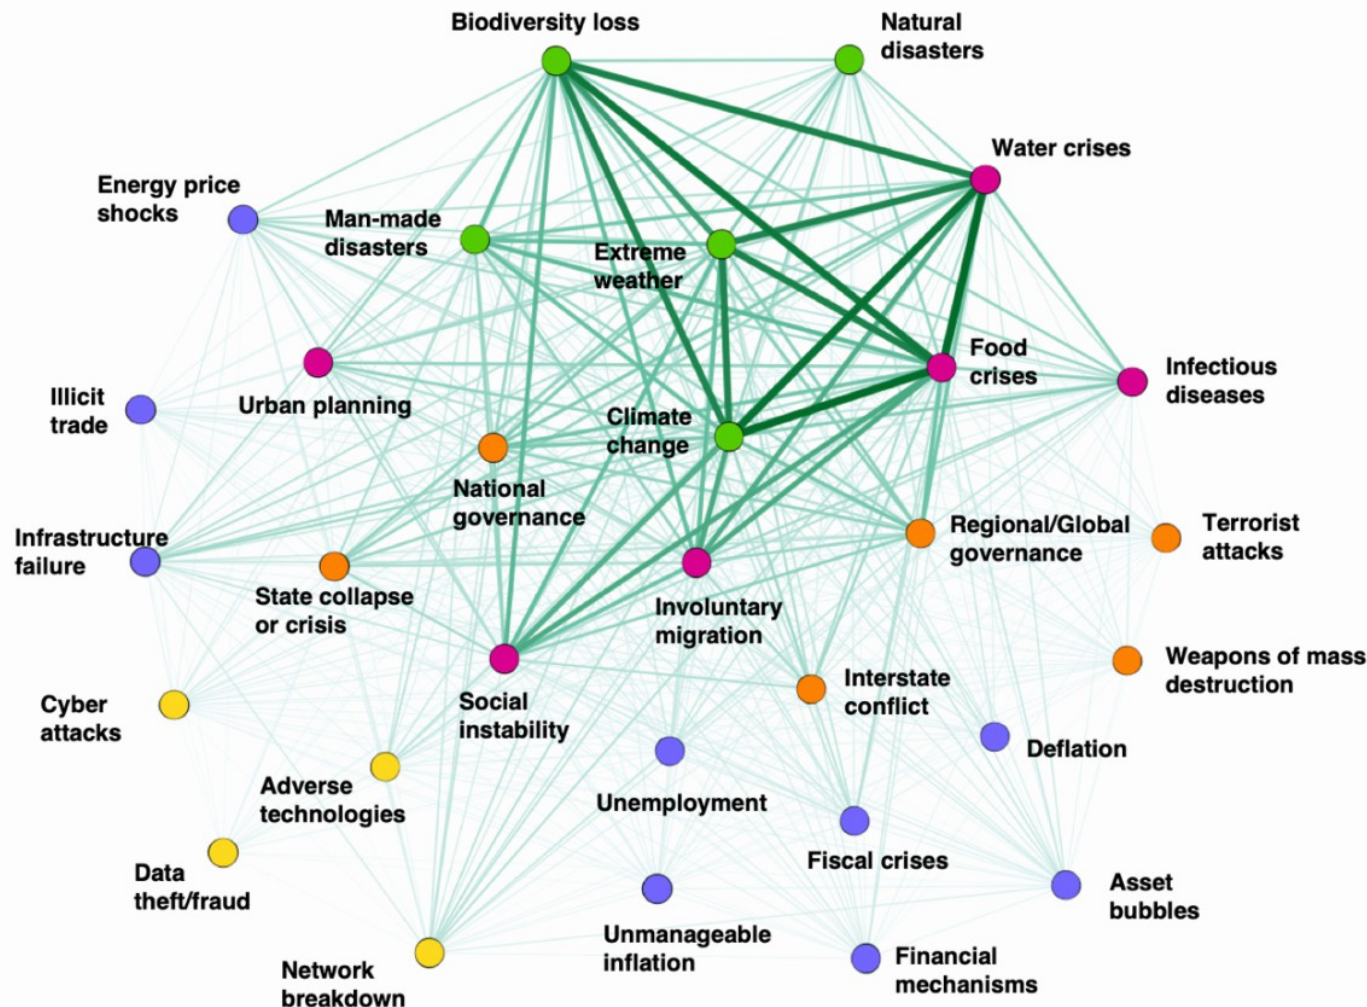 Biodiversity loss
Natural
disasters
Water crises
Energy price
shocks
Man-made
disasters
Extreme
weather
Food
crises
Infectious
diseases
Illicit
trade
Urban planning
Climate
change
National
governance
Infrastructure
failure
State collapse
or crisis
Involuntary
migration
Regional/Global
governance
Terrorist
attacks
Weapons of mass
destruction
Social
instability
Interstate
conflict
Cyber
attacks
Deflation
Adverse
technologies
Unemployment
Fiscal crises
Data
theft/fraud
Asset
bubbles
Unmanageable
inflation
Financial
mechanisms
Network
breakdown